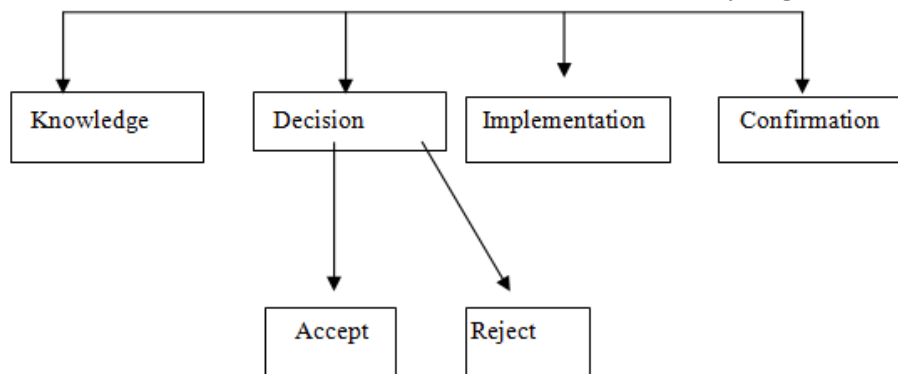 Knowledge
Decision
Implementation
Confirmation
Accept
Reject